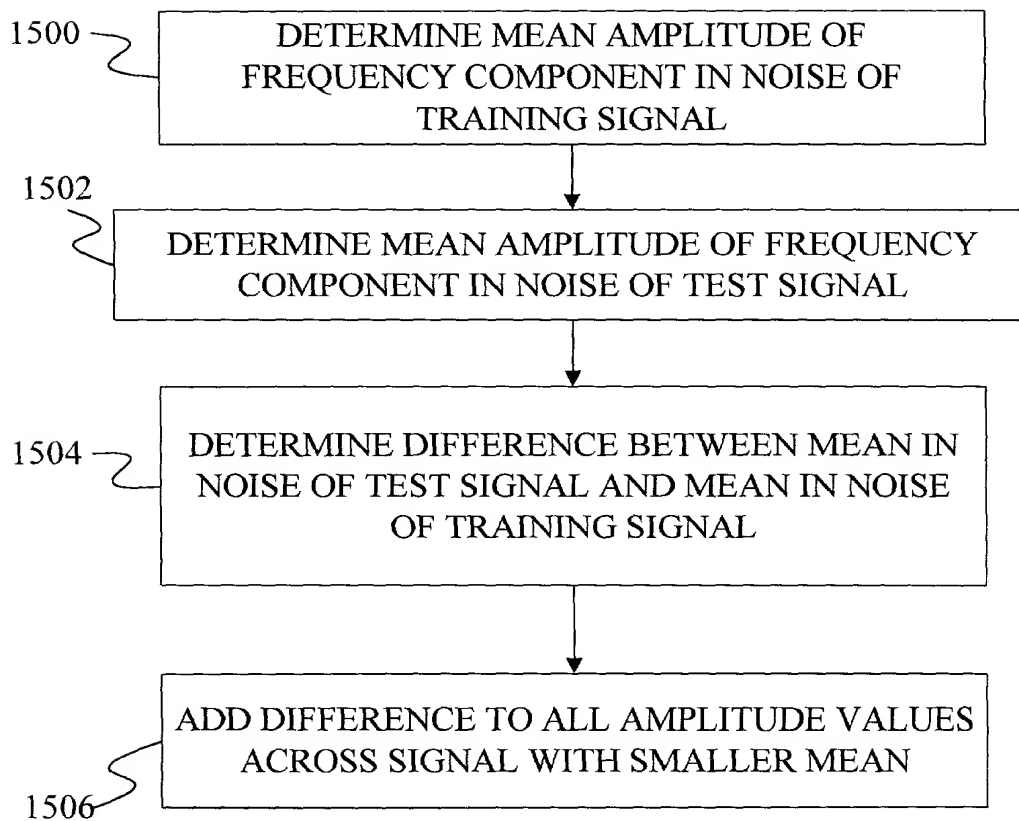 1500
DETERMINE MEAN AMPLITUDE OF
FREQUENCY COMPONENT IN NOISE OF
TRAINING SIGNAL
1502
DETERMINE MEAN AMPLITUDE OF FREQUENCY
COMPONENT IN NOISE OF TEST SIGNAL
1504
DETERMINE DIFFERENCE BETWEEN MEAN IN
NOISE OF TEST SIGNAL AND MEAN IN NOISE
OF TRAINING SIGNAL
ADD DIFFERENCE TO ALL AMPLITUDE VALUES
ACROSS SIGNAL WITH SMALLER MEAN
1506